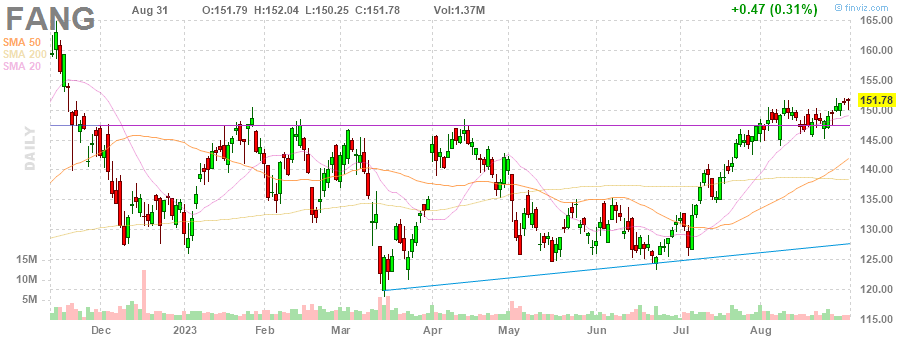 FANG Aug 31 O:151.79 H:152.04 L:150.25 C:151.78 Vol:1.37M +0.47 (0.31%) @ finviz.com
SMA 50
SMA 200
SMA 20
DAILY
165.00
160.00
155.00
151.78
150.00
145.00
140.00
135.00
130.00
15M 125.00
10M
5M 120.00
115.00
Dec 2023 Feb Mar Apr May Jun Jul Aug